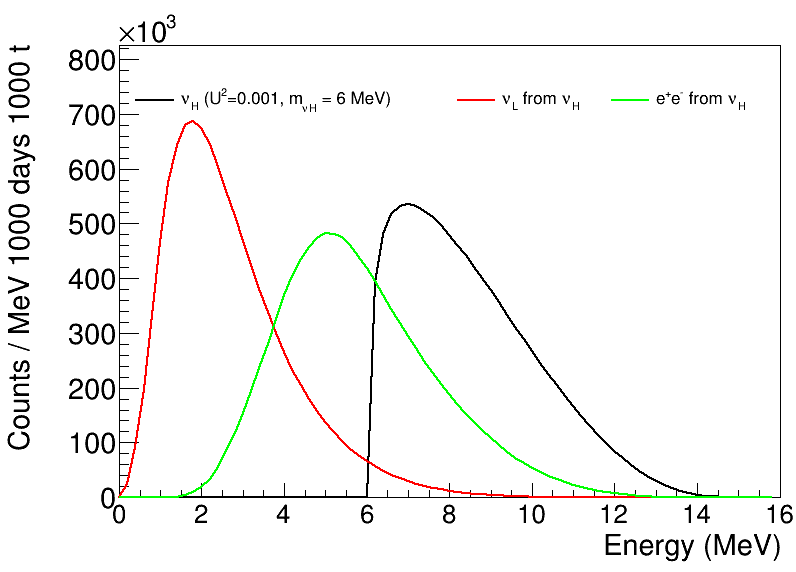 ×10³
Counts / MeV 1000 days 1000 t
800
700
600
500
400
300
200
100
0
ν_H (U²=0.001, m_νH = 6 MeV)
ν_L from ν_H
e⁺e⁻ from ν_H
0 2 4 6 8 10 12 14 16
Energy (MeV)